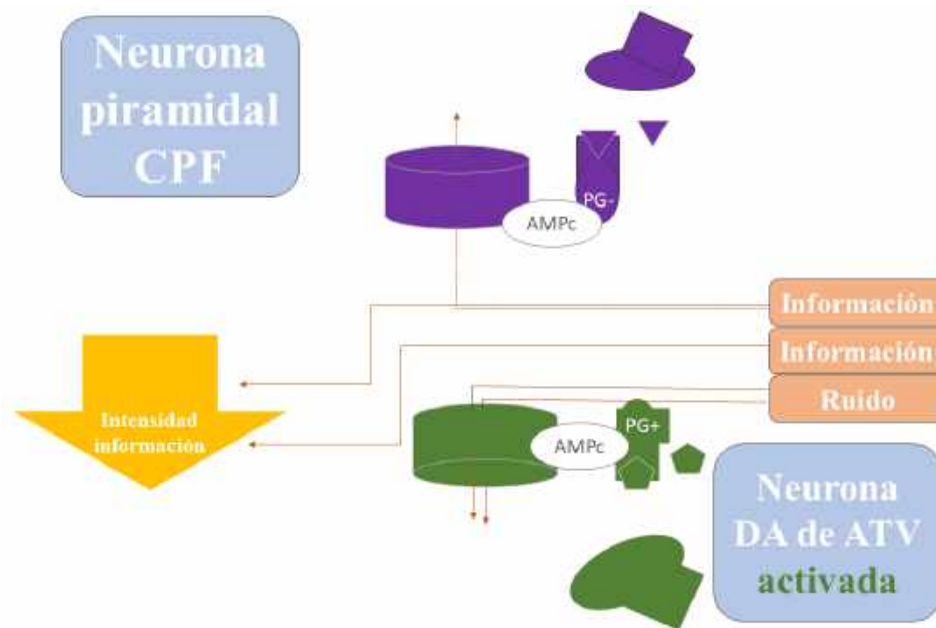 Neurona
piramidal
CPF
PG-
AMPc
Información
Información
Ruido
Intensidad
información
PG+
AMPc
Neurona
DA de ATV
activada